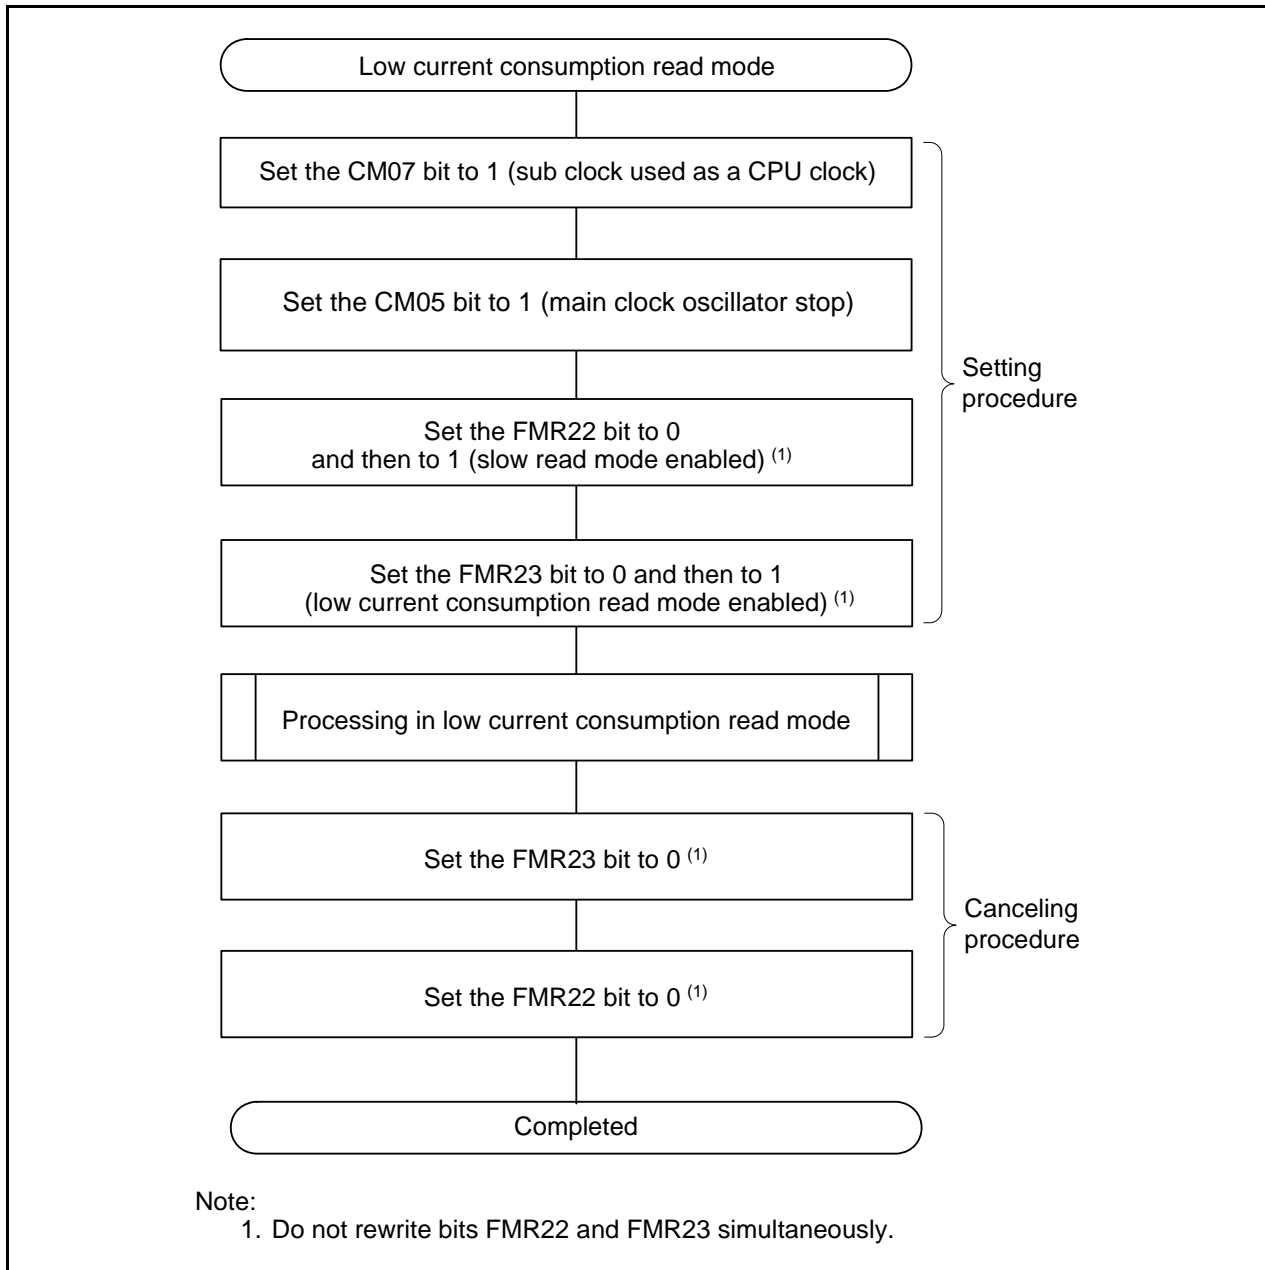 Low current consumption read mode
Set the CM07 bit to 1 (sub clock used as a CPU clock)
Set the CM05 bit to 1 (main clock oscillator stop)
Setting
procedure
Set the FMR22 bit to 0
and then to 1 (slow read mode enabled) (1)
Set the FMR23 bit to 0 and then to 1
(low current consumption read mode enabled) (1)
Processing in low current consumption read mode
Set the FMR23 bit to 0 (1)
Canceling
procedure
Set the FMR22 bit to 0 (1)
Completed
Note:
1. Do not rewrite bits FMR22 and FMR23 simultaneously.